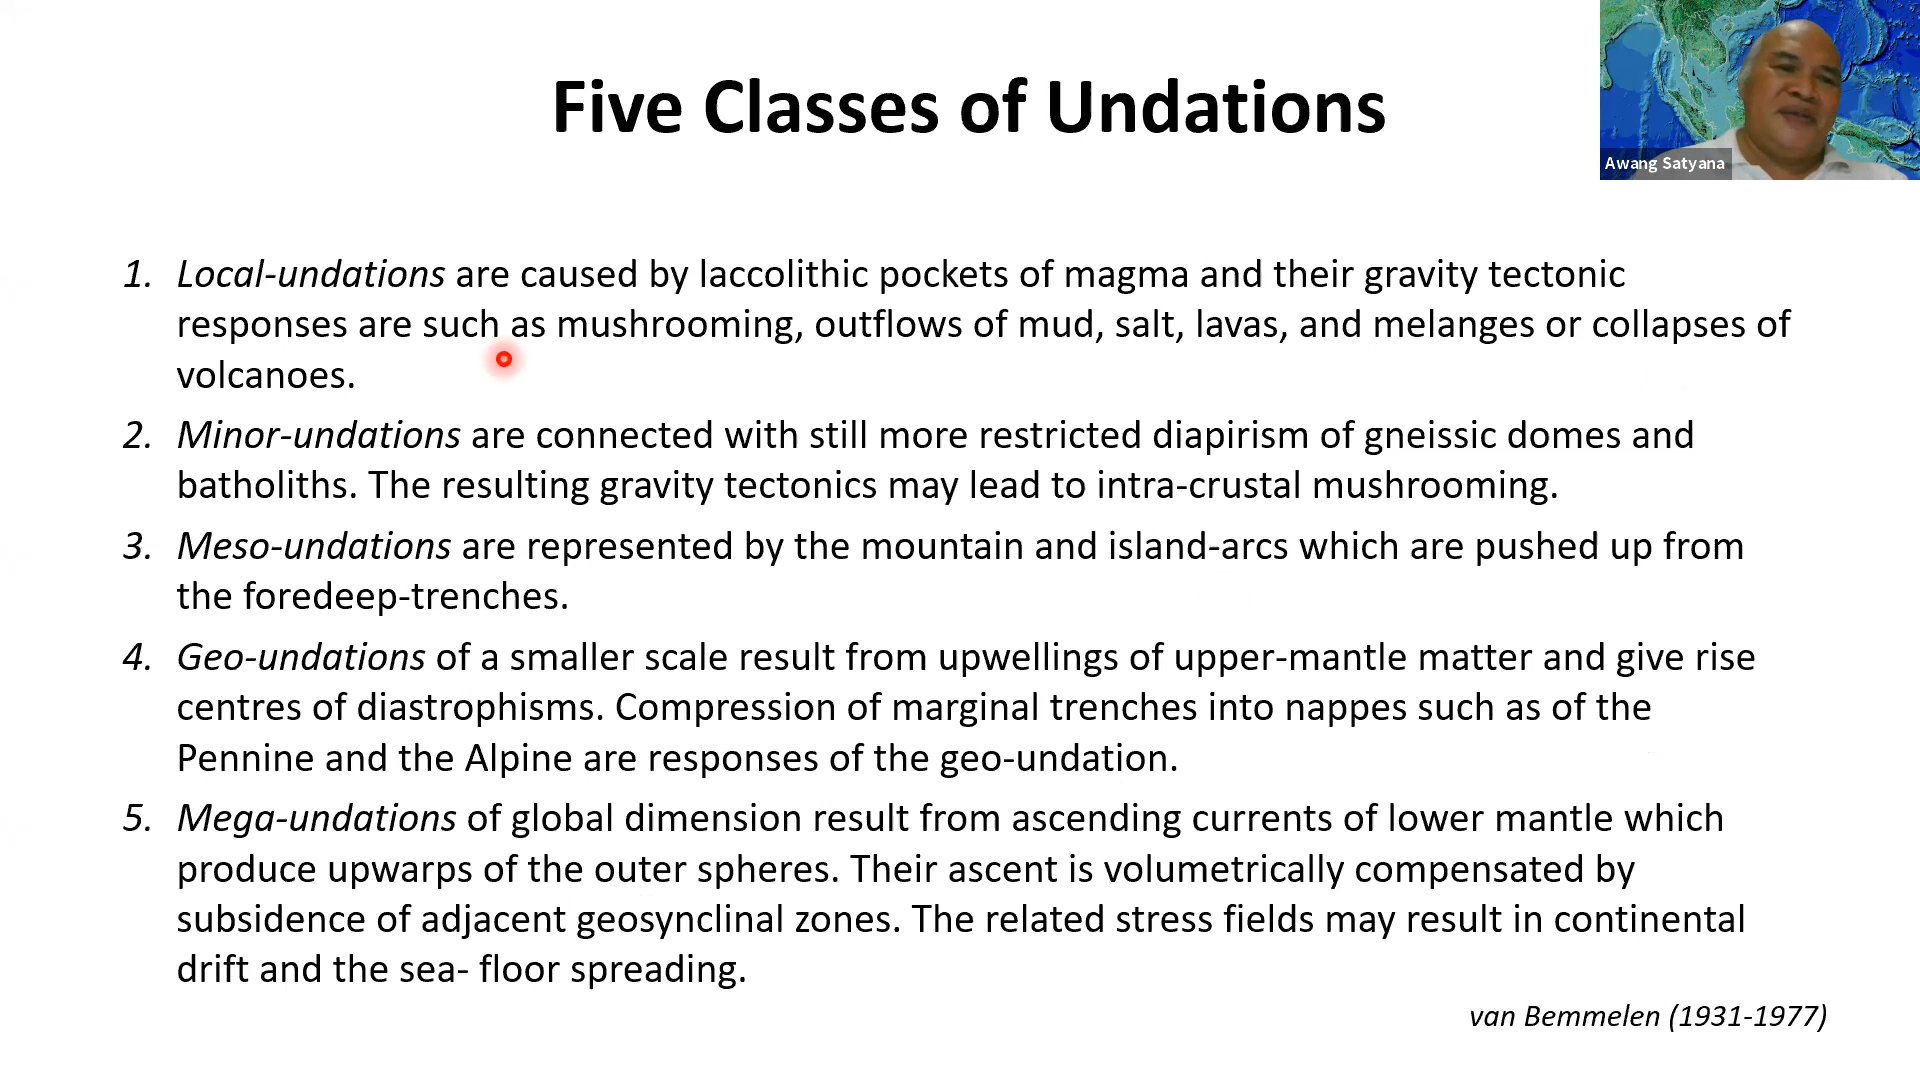 Five Classes of Undations
Awang Satyana
1. Local-undations are caused by laccolithic pockets of magma and their gravity tectonic
responses are such as mushrooming, outflows of mud, salt, lavas, and melanges or collapses of
volcanoes.
2. Minor-undations are connected with still more restricted diapirism of gneissic domes and
batholiths. The resulting gravity tectonics may lead to intra-crustal mushrooming.
3. Meso-undations are represented by the mountain and island-arcs which are pushed up from
the foredeep-trenches.
4. Geo-undations of a smaller scale result from upwellings of upper-mantle matter and give rise
centres of diastrophisms. Compression of marginal trenches into nappes such as of the
Pennine and the Alpine are responses of the geo-undation.
5. Mega-undations of global dimension result from ascending currents of lower mantle which
produce upwarps of the outer spheres. Their ascent is volumetrically compensated by
subsidence of adjacent geosynclinal zones. The related stress fields may result in continental
drift and the sea- floor spreading.
van Bemmelen (1931-1977)